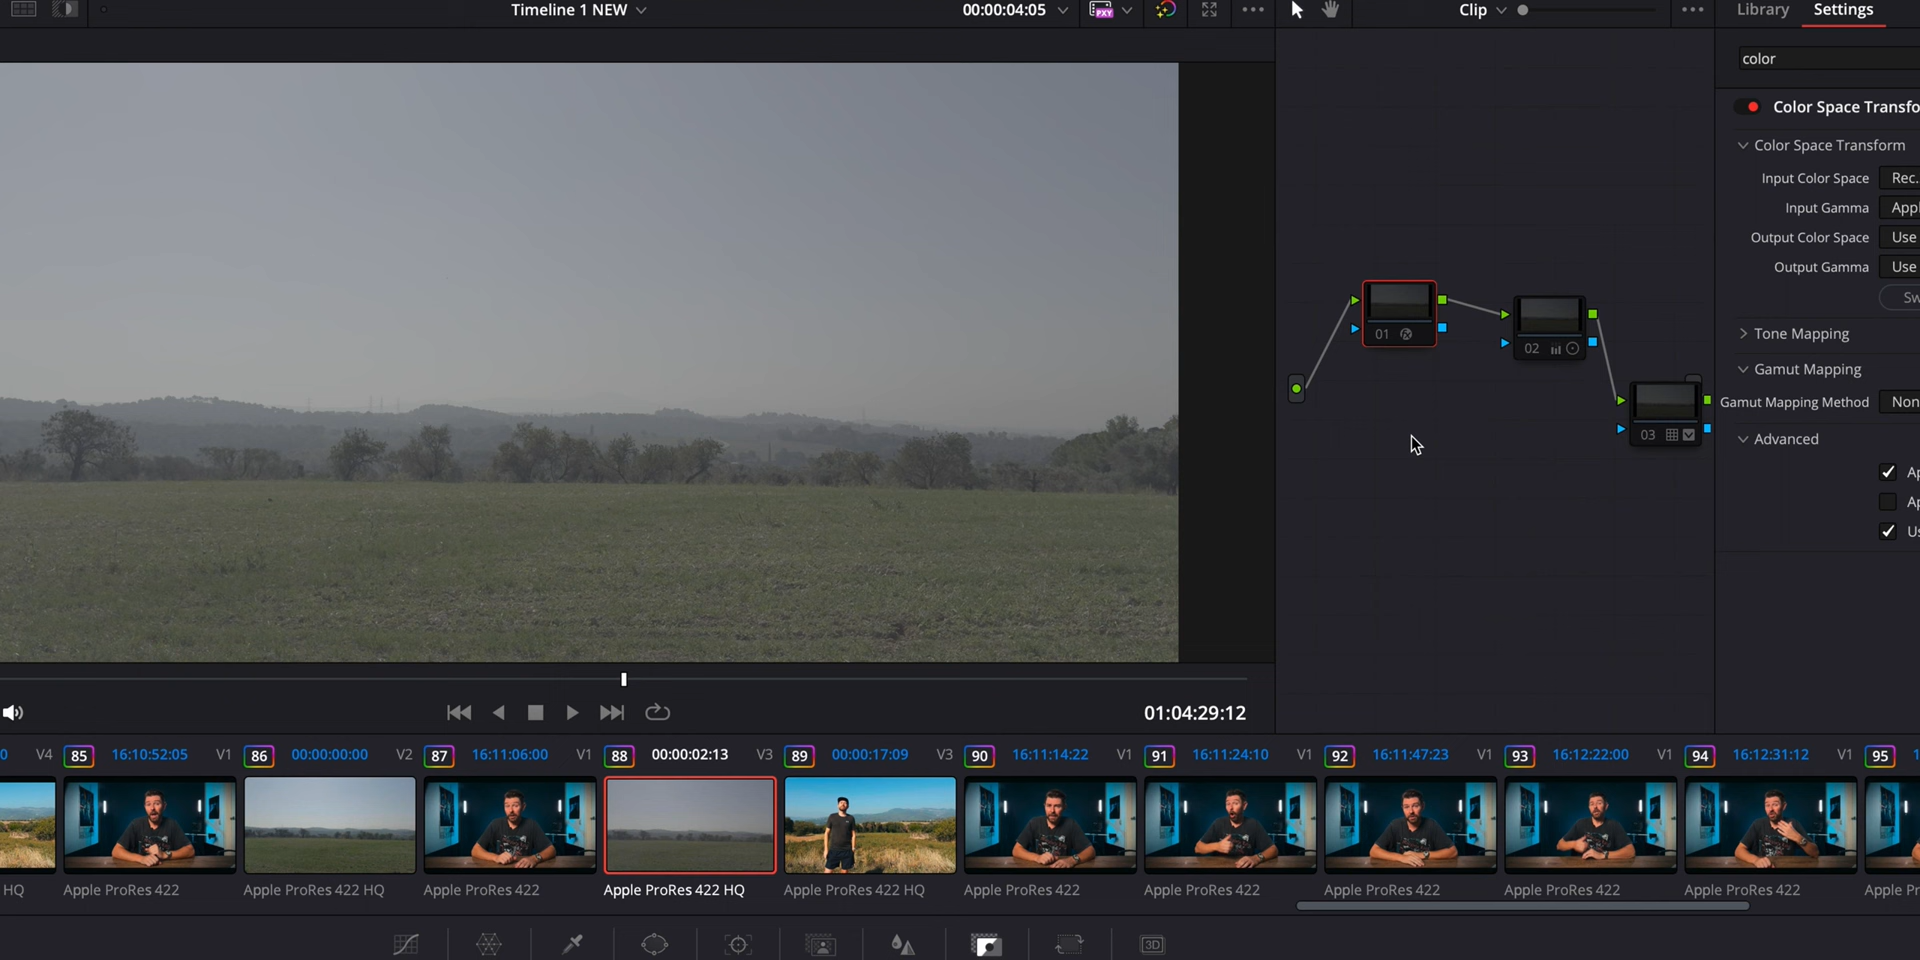 Timeline 1 NEW
00:00:04:05
PXY
Clip
Library
Settings
color
Color Space Transfo
Color Space Transform
Input Color Space
Rec.
Input Gamma
Appl
Output Color Space
Use
Output Gamma
Use
Sw
Tone Mapping
Gamut Mapping
Gamut Mapping Method
Non
Advanced
Ap
Ap
Us
01
02
03
01:04:29:12
0 V4 85 16:10:52:05 V1 86 00:00:00:00 V2 87 16:11:06:00 V1 88 00:00:02:13 V3 89 00:00:17:09 V3 90 16:11:14:22 V1 91 16:11:24:10 V1 92 16:11:47:23 V1 93 16:12:22:00 V1 94 16:12:31:12 V1 95 1
HQ Apple ProRes 422 Apple ProRes 422 HQ Apple ProRes 422 Apple ProRes 422 HQ Apple ProRes 422 HQ Apple ProRes 422 Apple ProRes 422 Apple ProRes 422 Apple ProRes 422 Apple ProRes 422 Apple Pr
3D